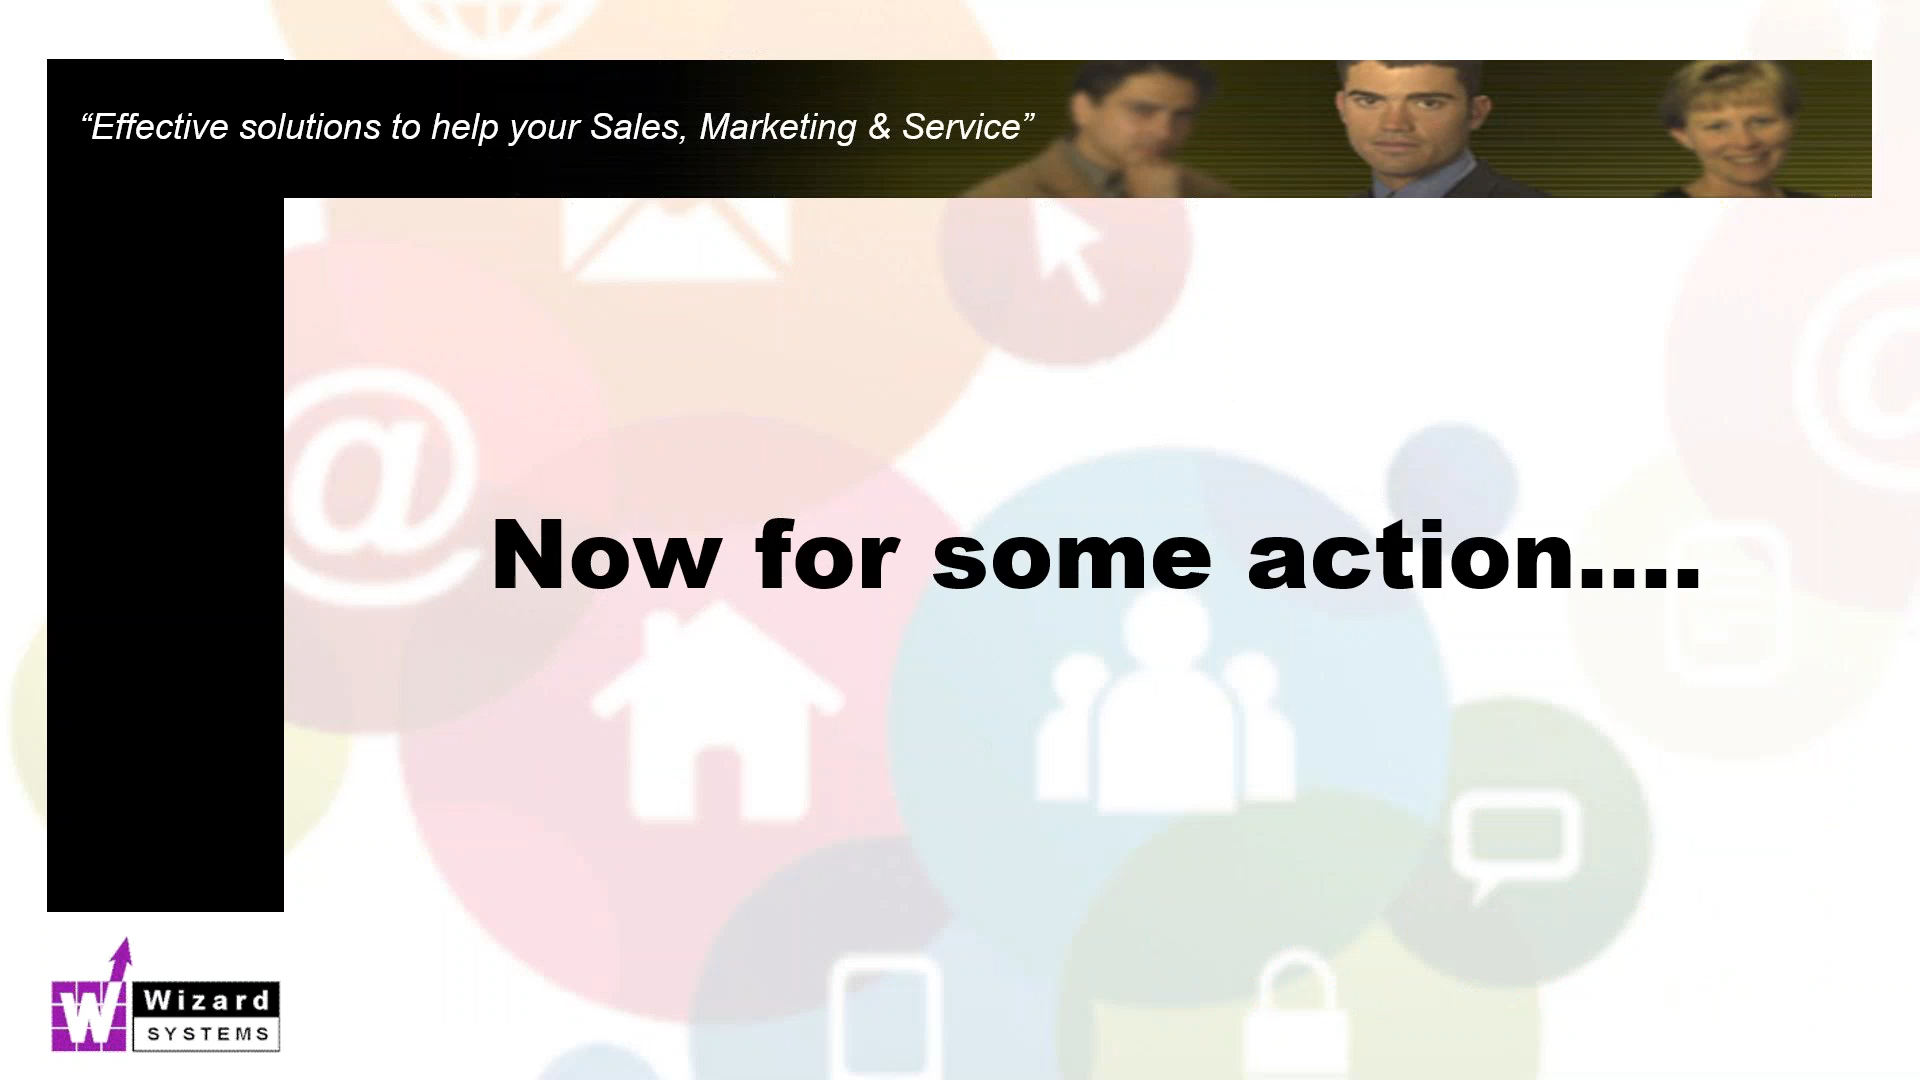 “Effective solutions to help your Sales, Marketing & Service”
Now for some action....
W Wizard
SYSTEMS